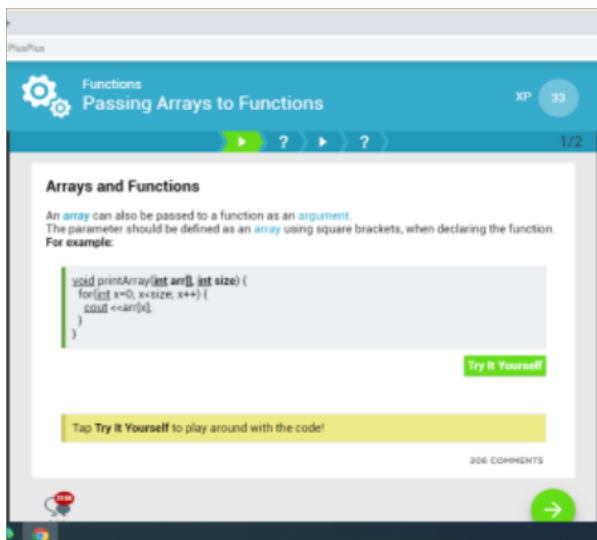 PlusPlus
Functions
Passing Arrays to Functions
XP 33
? ?
1/2
Arrays and Functions
An array can also be passed to a function as an argument.
The parameter should be defined as an array using square brackets, when declaring the function.
For example:
void printArray(int arr[], int size) {
for(int x=0; x<size; x++) {
cout <<arr[x];
}
}
Try It Yourself
Tap Try It Yourself to play around with the code!
206 COMMENTS